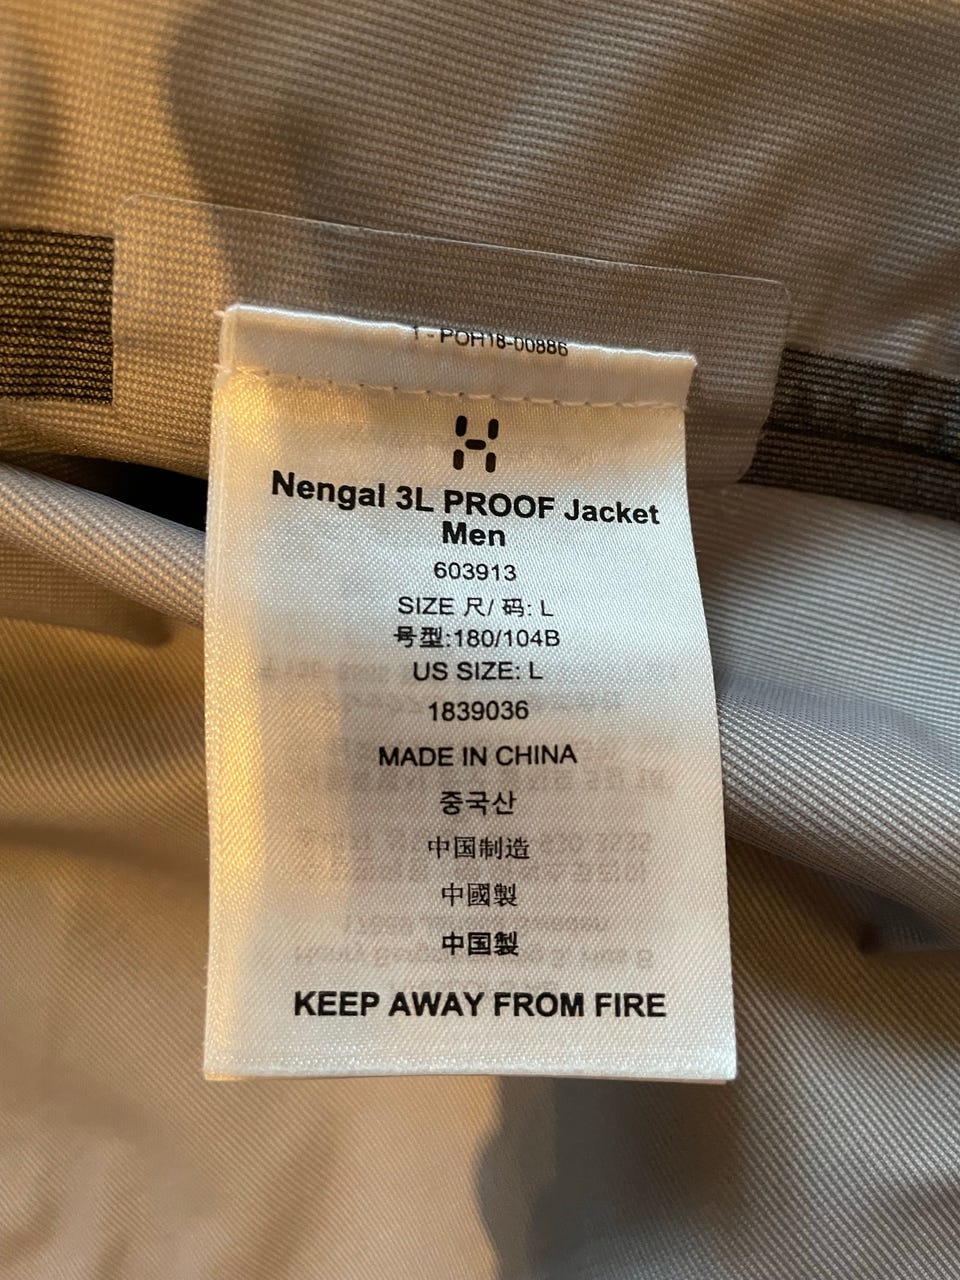 1 - POH18-00886
Nengal 3L PROOF Jacket
Men
603913
SIZE 尺/ 码: L
号型:180/104B
US SIZE: L
1839036
MADE IN CHINA
중국산
中国制造
中國製
中国製
KEEP AWAY FROM FIRE